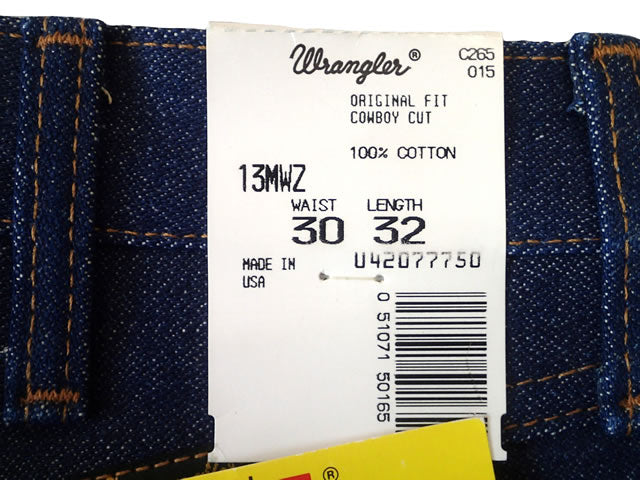 Wrangler®
C265
015
ORIGINAL FIT
COWBOY CUT
100% COTTON
13MWZ
WAIST LENGTH
30 32
MADE IN
USA
U42077750
0 51071 50165
®